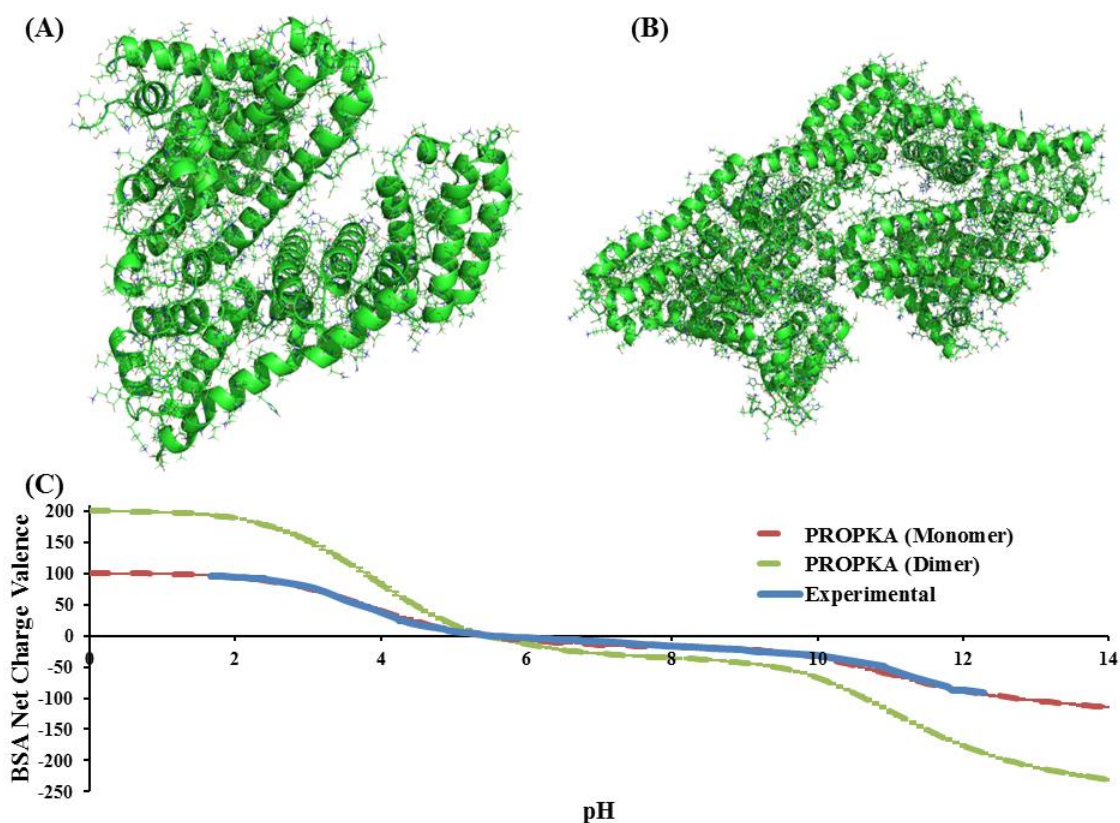 (A)
(B)
(C)
BSA Net Charge Valence
200
150
100
50
0
-50
-100
-150
-200
-250
0 2 4 6 8 10 12 14
pH
PROPKA (Monomer)
PROPKA (Dimer)
Experimental